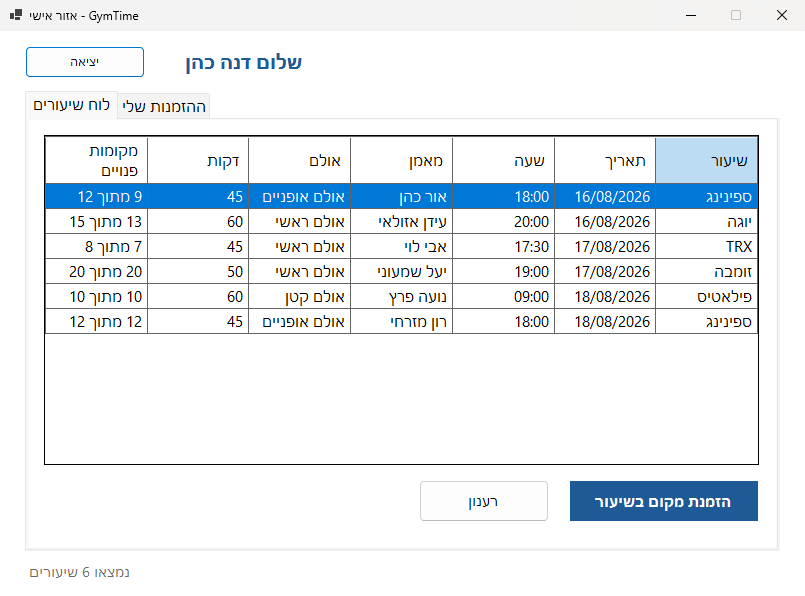 אזור אישי - GymTime
שלום דנה כהן
יציאה
לוח שיעורים
ההזמנות שלי
שיעור תאריך שעה מאמן אולם דקות מקומות פנויים
ספינינג 16/08/2026 18:00 אור כהן אולם אופניים 45 9 מתוך 12
יוגה 16/08/2026 20:00 עידן אזולאי אולם ראשי 60 13 מתוך 15
TRX 17/08/2026 17:30 אבי לוי אולם ראשי 45 7 מתוך 8
זומבה 17/08/2026 19:00 יעל שמעוני אולם ראשי 50 20 מתוך 20
פילאטיס 18/08/2026 09:00 נועה פרץ אולם קטן 60 10 מתוך 10
ספינינג 18/08/2026 18:00 רון מזרחי אולם אופניים 45 12 מתוך 12
הזמנת מקום בשיעור
רענון
נמצאו 6 שיעורים